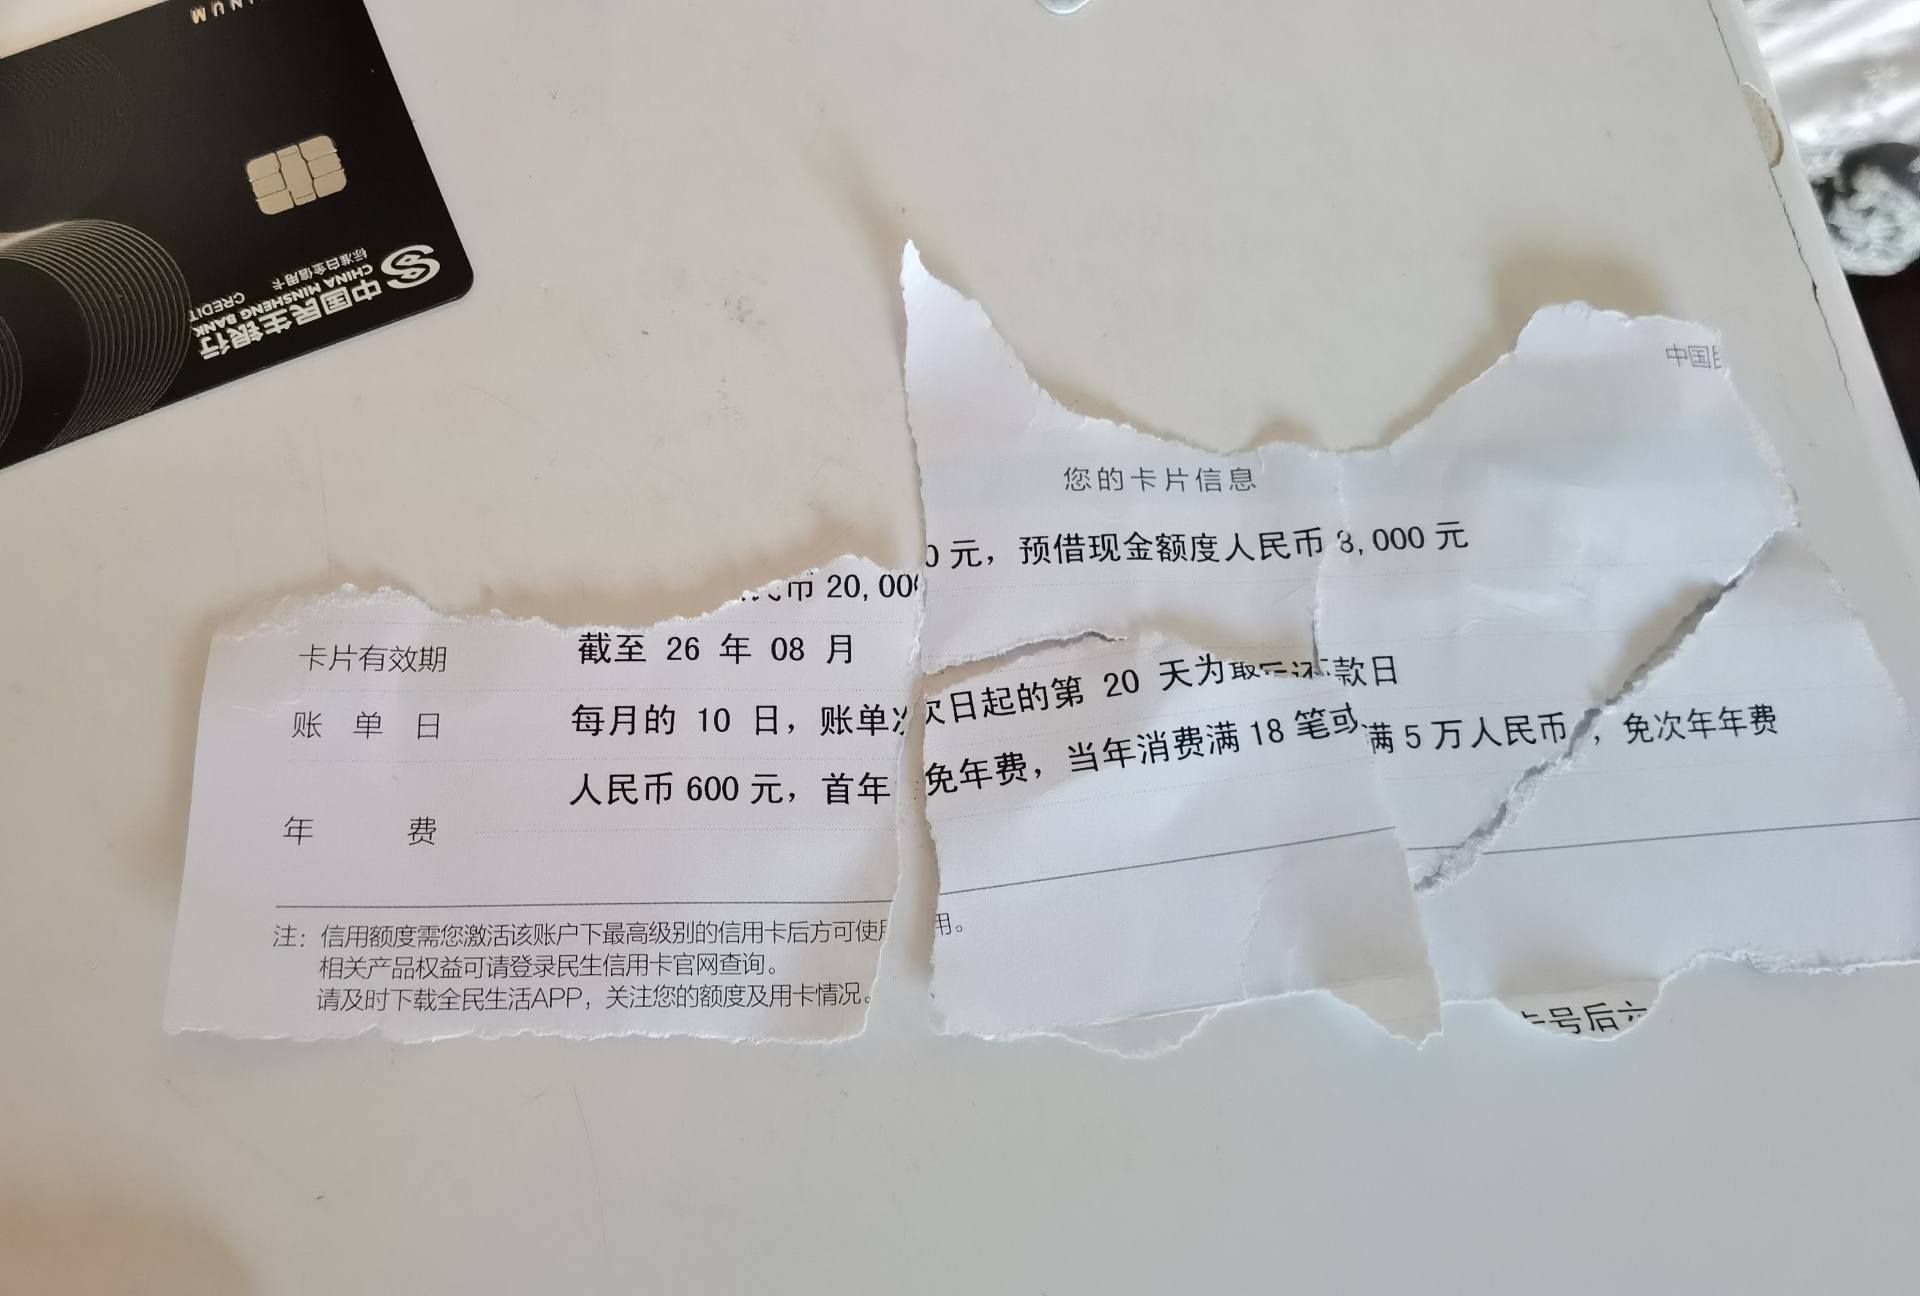 中国民生银行
CHINA MINSHENG BANK
标准白金信用卡
CREDIT
中国
您的卡片信息
币 20,000 元，预借现金额度人民币 8,000 元
卡片有效期 截至 26 年 08 月
账单日 每月的 10 日，账单次日起的第 20 天为最后还款日
年费 人民币 600 元，首年免年费，当年消费满 18 笔或满 5 万人民币，免次年年费
注：信用额度需您激活该账户下最高级别的信用卡后方可使用。
相关产品权益可请登录民生信用卡官网查询。
请及时下载全民生活APP，关注您的额度及用卡情况。
卡号后六